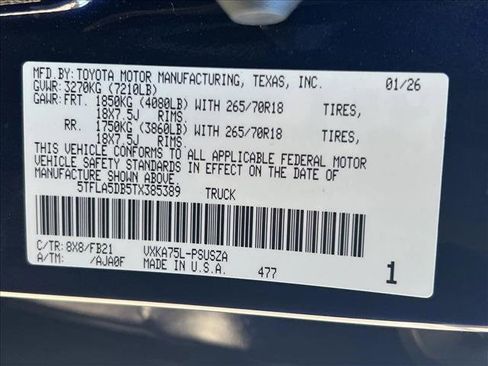 MFD.BY:TOYOTA MOTOR MANUFACTURING, TEXAS, INC. 01/26
GVWR:3270KG (7210LB)
GAWR:FRT. 1850KG (4080LB) WITH 265/70R18 TIRES,
18X7.5J RIMS.
RR. 1750KG (3860LB) WITH 265/70R18 TIRES,
18X7.5J RIMS.
THIS VEHICLE CONFORMS TO ALL APPLICABLE FEDERAL MOTOR
VEHICLE SAFETY STANDARDS IN EFFECT ON THE DATE OF
MANUFACTURE SHOWN ABOVE
5TFLA5DB5TX385389 TRUCK
C/TR:8X8/FB21 VXKA75L-PSUSZA
A/TM: /AJA0F MADE IN U.S.A. 477 1